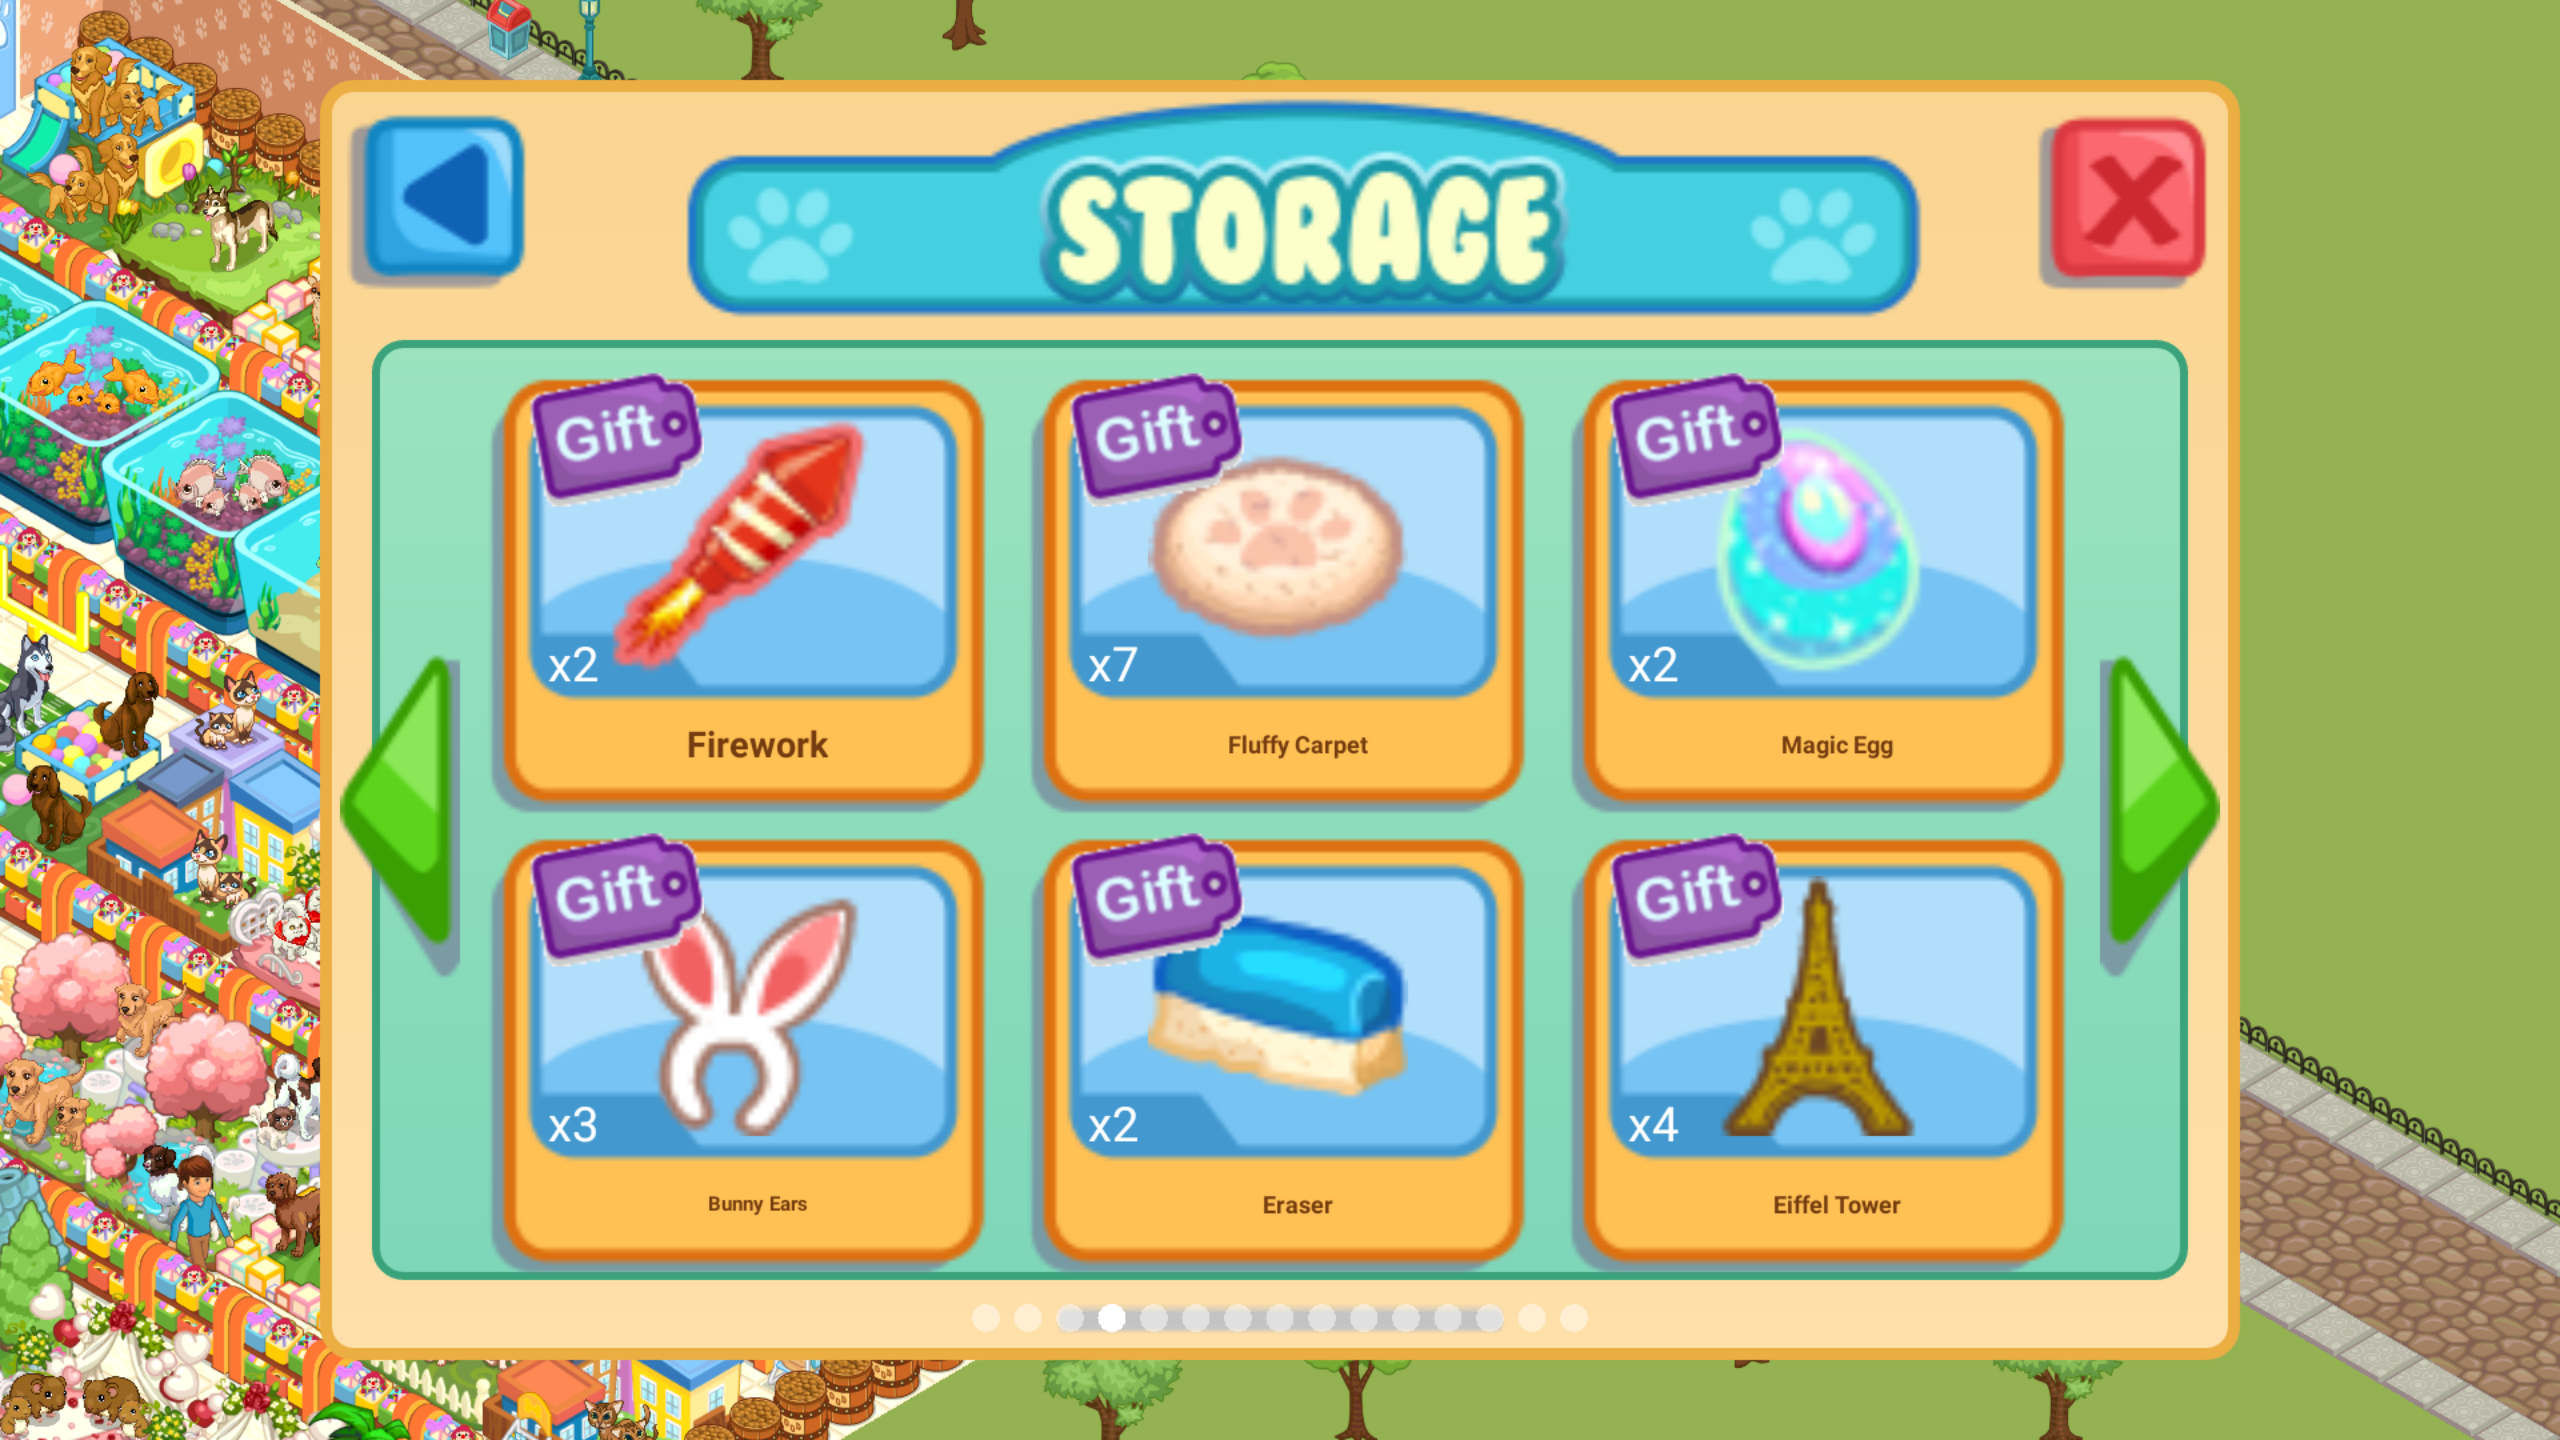 STORAGE
Gift
Gift
Gift
x2
x7
x2
Firework
Fluffy Carpet
Magic Egg
Gift
Gift
Gift
x3
x2
x4
Bunny Ears
Eraser
Eiffel Tower